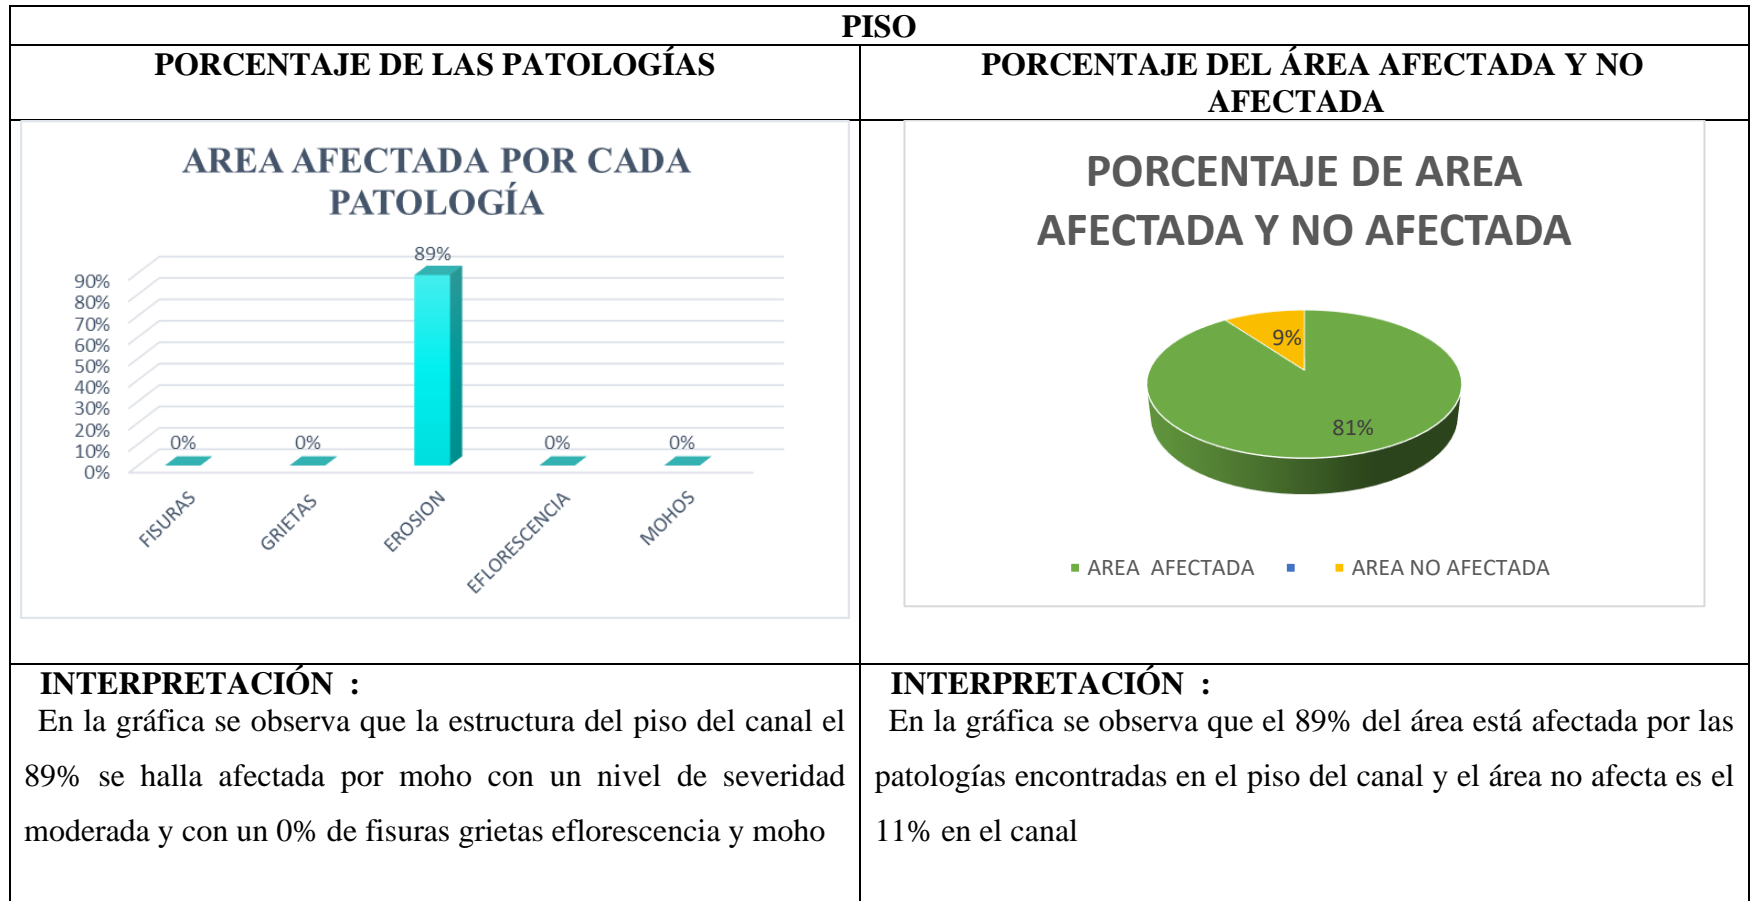 PISO
PORCENTAJE DE LAS PATOLOGÍAS
PORCENTAJE DEL ÁREA AFECTADA Y NO
AFECTADA
AREA AFECTADA POR CADA
PATOLOGÍA
89%
90%
80%
70%
60%
50%
40%
30%
20%
10%
0%
0%
0%
0%
0%
FISURAS
GRIETAS
EROSION
EFLORESCENCIA
MOHOS
PORCENTAJE DE AREA
AFECTADA Y NO AFECTADA
9%
81%
AREA AFECTADA
AREA NO AFECTADA
INTERPRETACIÓN :
En la gráfica se observa que la estructura del piso del canal el
89% se halla afectada por moho con un nivel de severidad
moderada y con un 0% de fisuras grietas eflorescencia y moho
INTERPRETACIÓN :
En la gráfica se observa que el 89% del área está afectada por las
patologías encontradas en el piso del canal y el área no afecta es el
11% en el canal